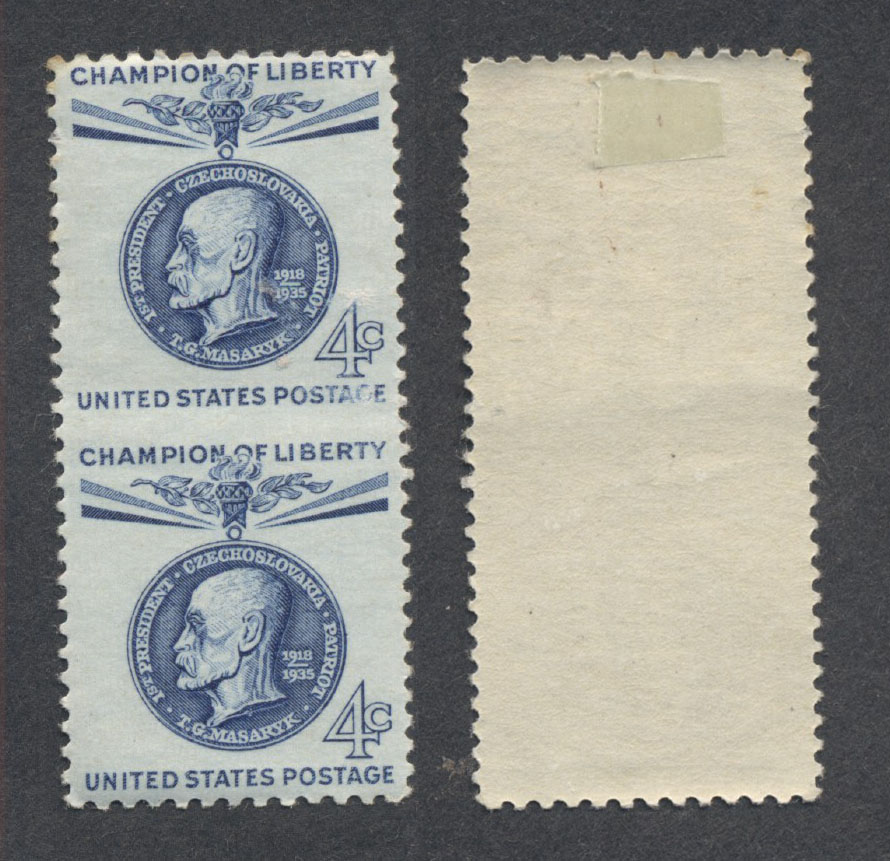 CHAMPION OF LIBERTY
1ST PRESIDENT · CZECHOSLOVAKIA · PATRIOT ·
1918
1935
T.G. MASARYK
4c
UNITED STATES POSTAGE
CHAMPION OF LIBERTY
1ST PRESIDENT · CZECHOSLOVAKIA · PATRIOT ·
1918
1935
T.G. MASARYK
4c
UNITED STATES POSTAGE